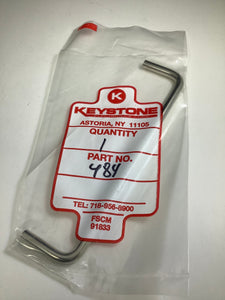 K
KEYSTONE
ASTORIA, NY 11105
QUANTITY
1
PART NO.
484
TEL: 718-956-8900
FSCM
91833